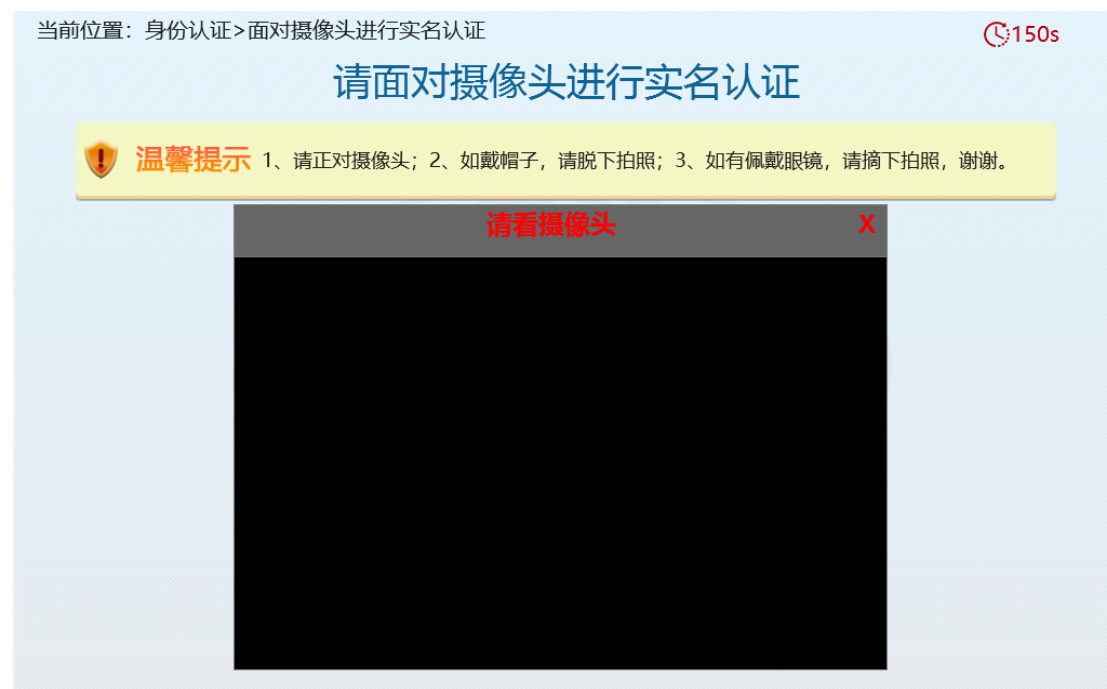 当前位置：身份认证>面对摄像头进行实名认证
150s
请面对摄像头进行实名认证
温馨提示 1、请正对摄像头；2、如戴帽子，请脱下拍照；3、如有佩戴眼镜，请摘下拍照，谢谢。
请看摄像头 X